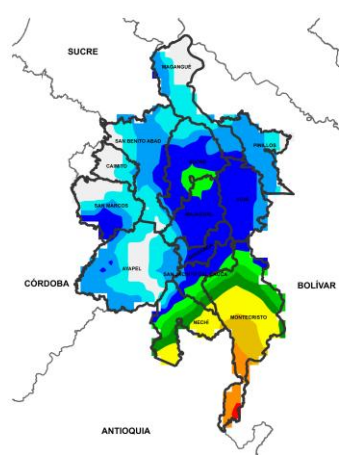 SUCRE
MAGANGUÉ
SAN BENITO ABAD
PINILLOS
CAIMITO
SAN MARCOS
AYAPEL
CÓRDOBA
BOLÍVAR
MONTECRISTO
NECHÍ
ANTIOQUIA